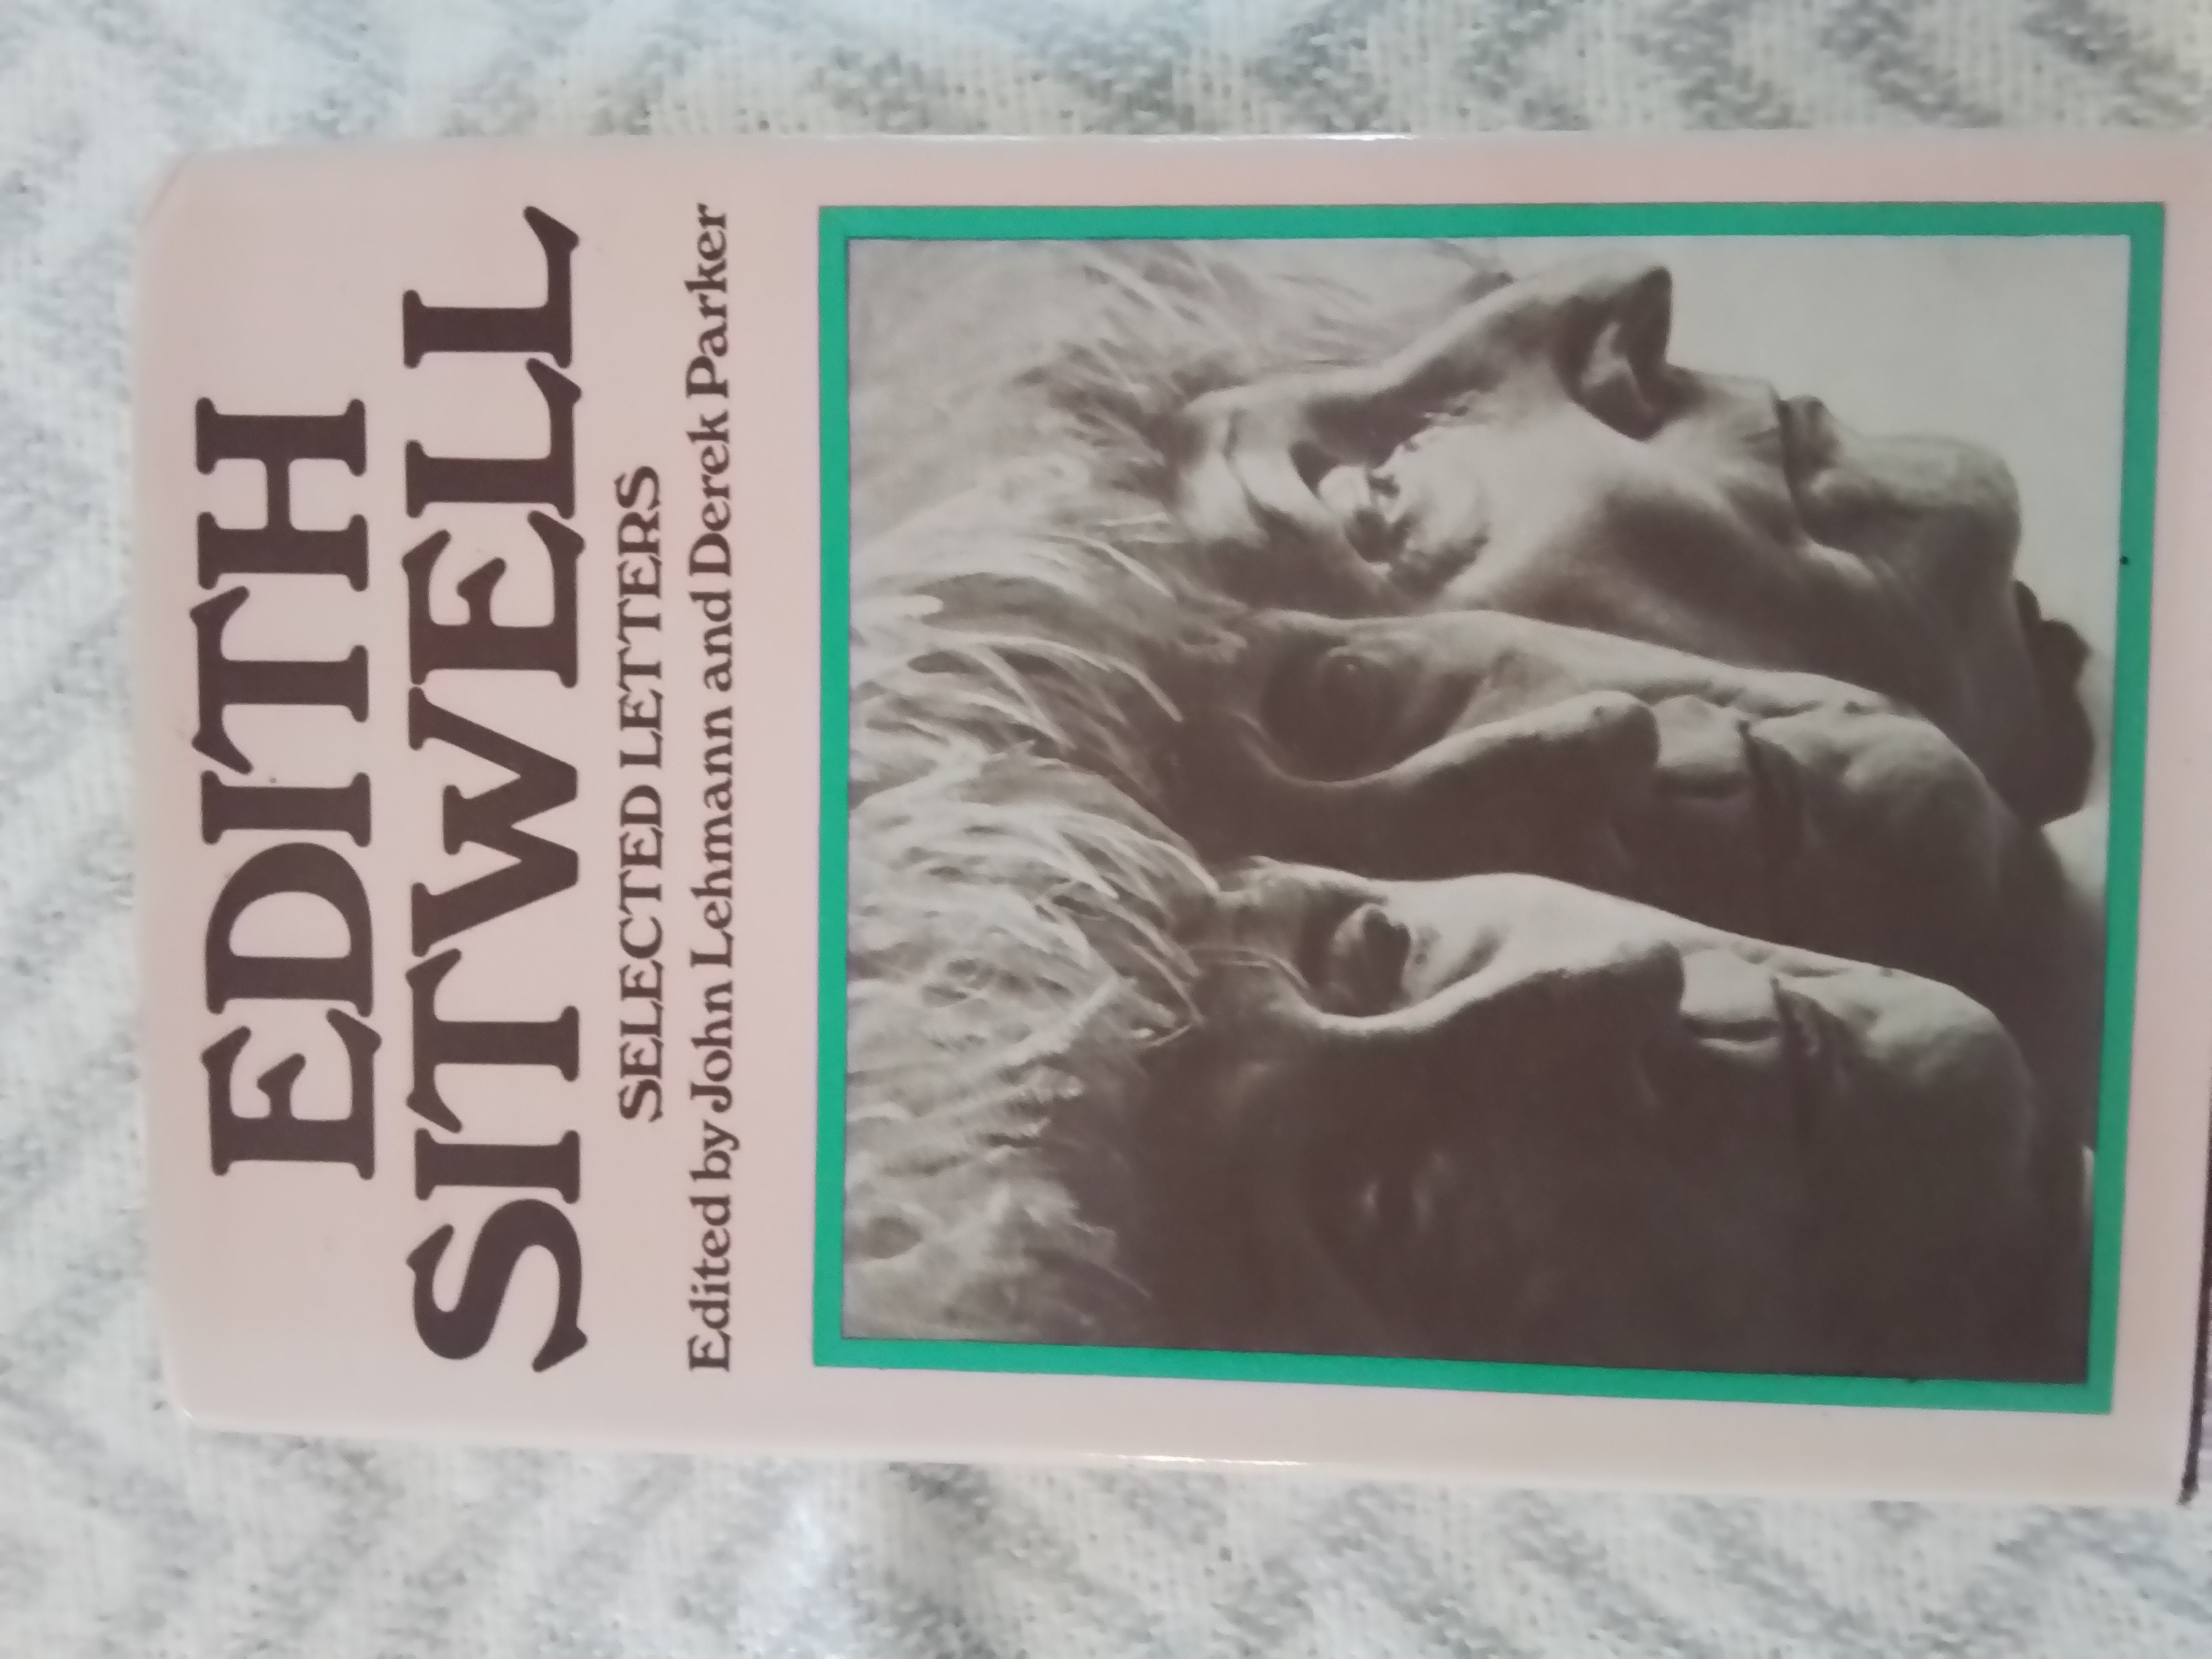 EDITH
SITWELL
SELECTED LETTERS
Edited by John Lehmann and Derek Parker